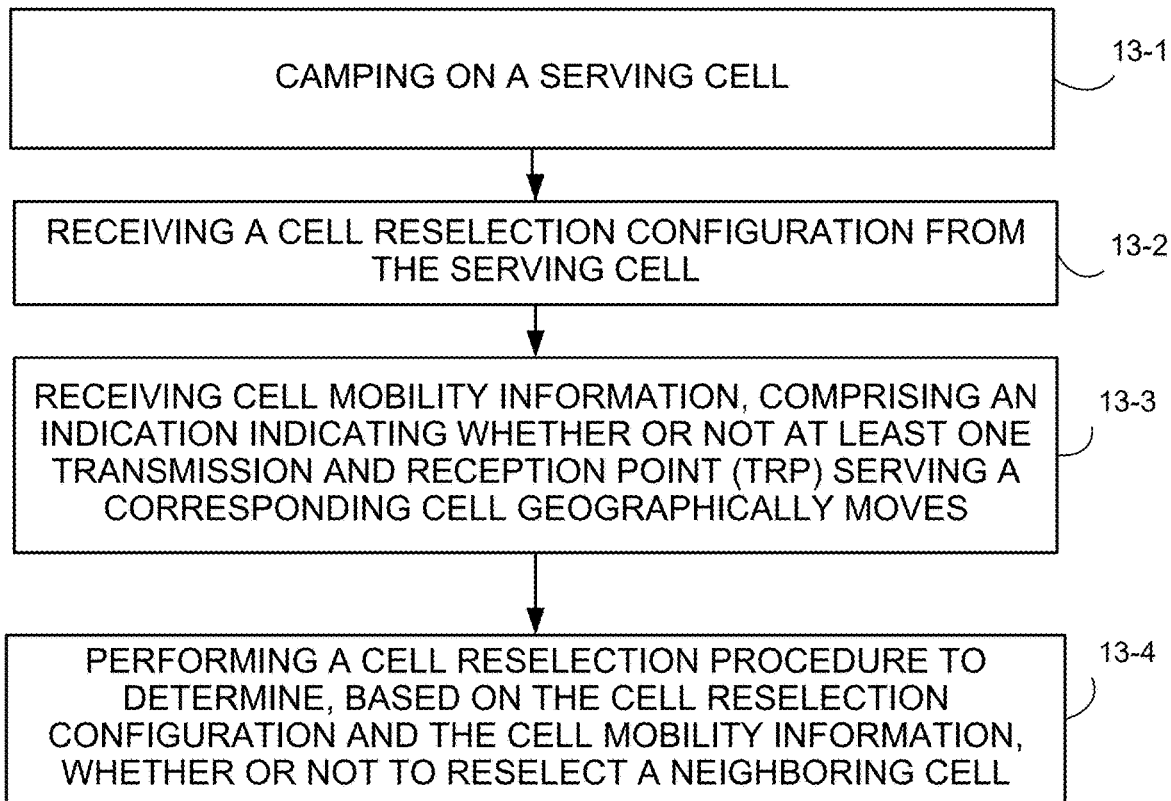 CAMPING ON A SERVING CELL
13-1
RECEIVING A CELL RESELECTION CONFIGURATION FROM
THE SERVING CELL
13-2
RECEIVING CELL MOBILITY INFORMATION, COMPRISING AN
INDICATION INDICATING WHETHER OR NOT AT LEAST ONE
TRANSMISSION AND RECEPTION POINT (TRP) SERVING A
CORRESPONDING CELL GEOGRAPHICALLY MOVES
13-3
PERFORMING A CELL RESELECTION PROCEDURE TO
DETERMINE, BASED ON THE CELL RESELECTION
CONFIGURATION AND THE CELL MOBILITY INFORMATION,
WHETHER OR NOT TO RESELECT A NEIGHBORING CELL
13-4